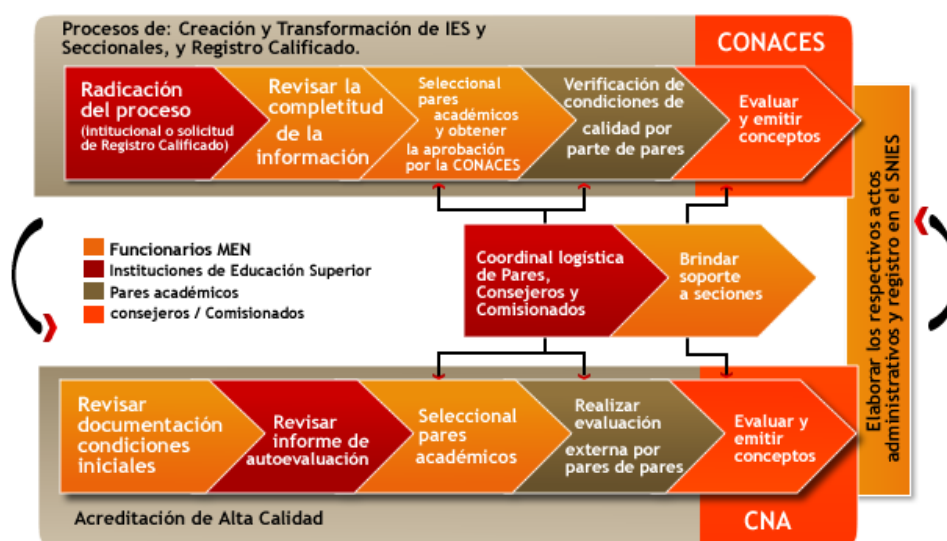 Procesos de: Creación y Transformación de IES y
Seccionales, y Registro Calificado.
CONACES
Radicación
del proceso
(intitucional o solicitud
de Registro Calificado)
Revisar la
completitud
de la
información
Seleccional
pares
académicos
y obtener
la aprobación
por la CONACES
Verificación de
condiciones de
calidad por
parte de pares
Evaluar
y emitir
conceptos
Funcionarios MEN
Instituciones de Educación Superior
Pares académicos
consejeros / Comisionados
Coordinal logística
de Pares,
Consejeros y
Comisionados
Brindar
soporte
a seciones
Elaborar los respectivos actos
administrativos y registro en el SNIES
Revisar
documentación
condiciones
iniciales
Revisar
informe de
autoevaluación
Seleccional
pares
académicos
Realizar
evaluación
externa por
pares de pares
Evaluar y
emitir
conceptos
Acreditación de Alta Calidad
CNA